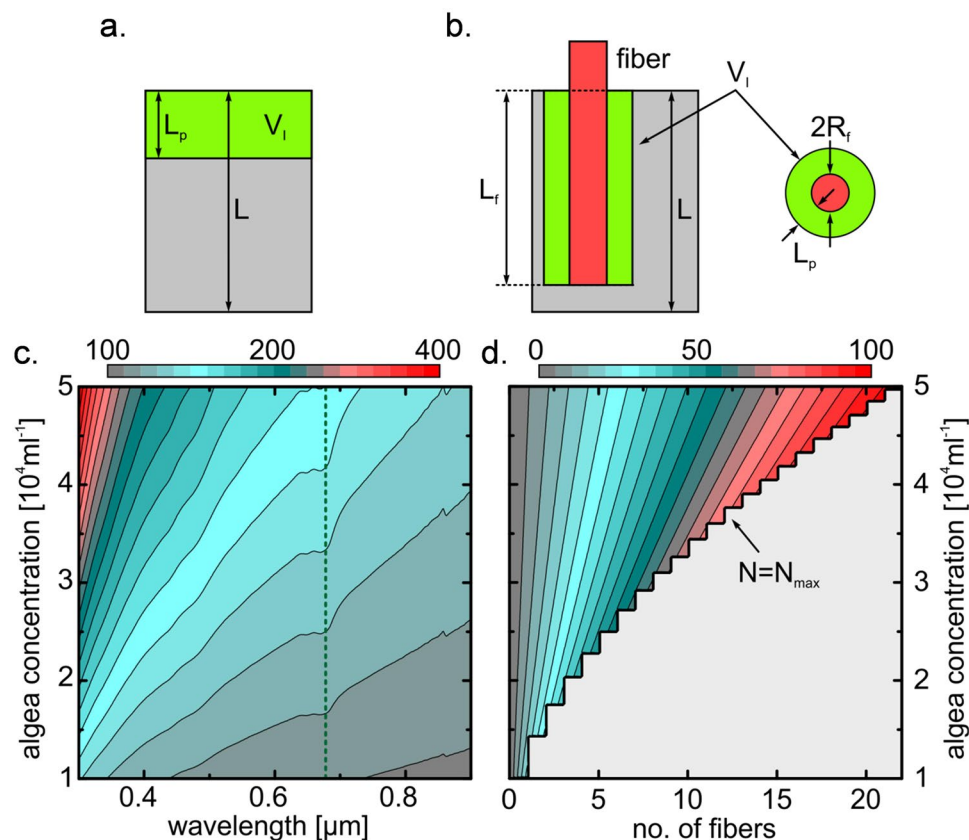 a.
b.
fiber
Lp
Vl
L
Lf
L
Vl
2Rf
Lp
c.
100 200 400
d.
0 50 100
algea concentration [10⁴ml⁻¹]
5
4
3
2
1
0.4 0.6 0.8
wavelength [µm]
N=Nmax
0 5 10 15 20
no. of fibers
5
4
3
2
1
algea concentration [10⁴ml⁻¹]